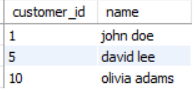 customer_id name
1 john doe
5 david lee
10 olivia adams